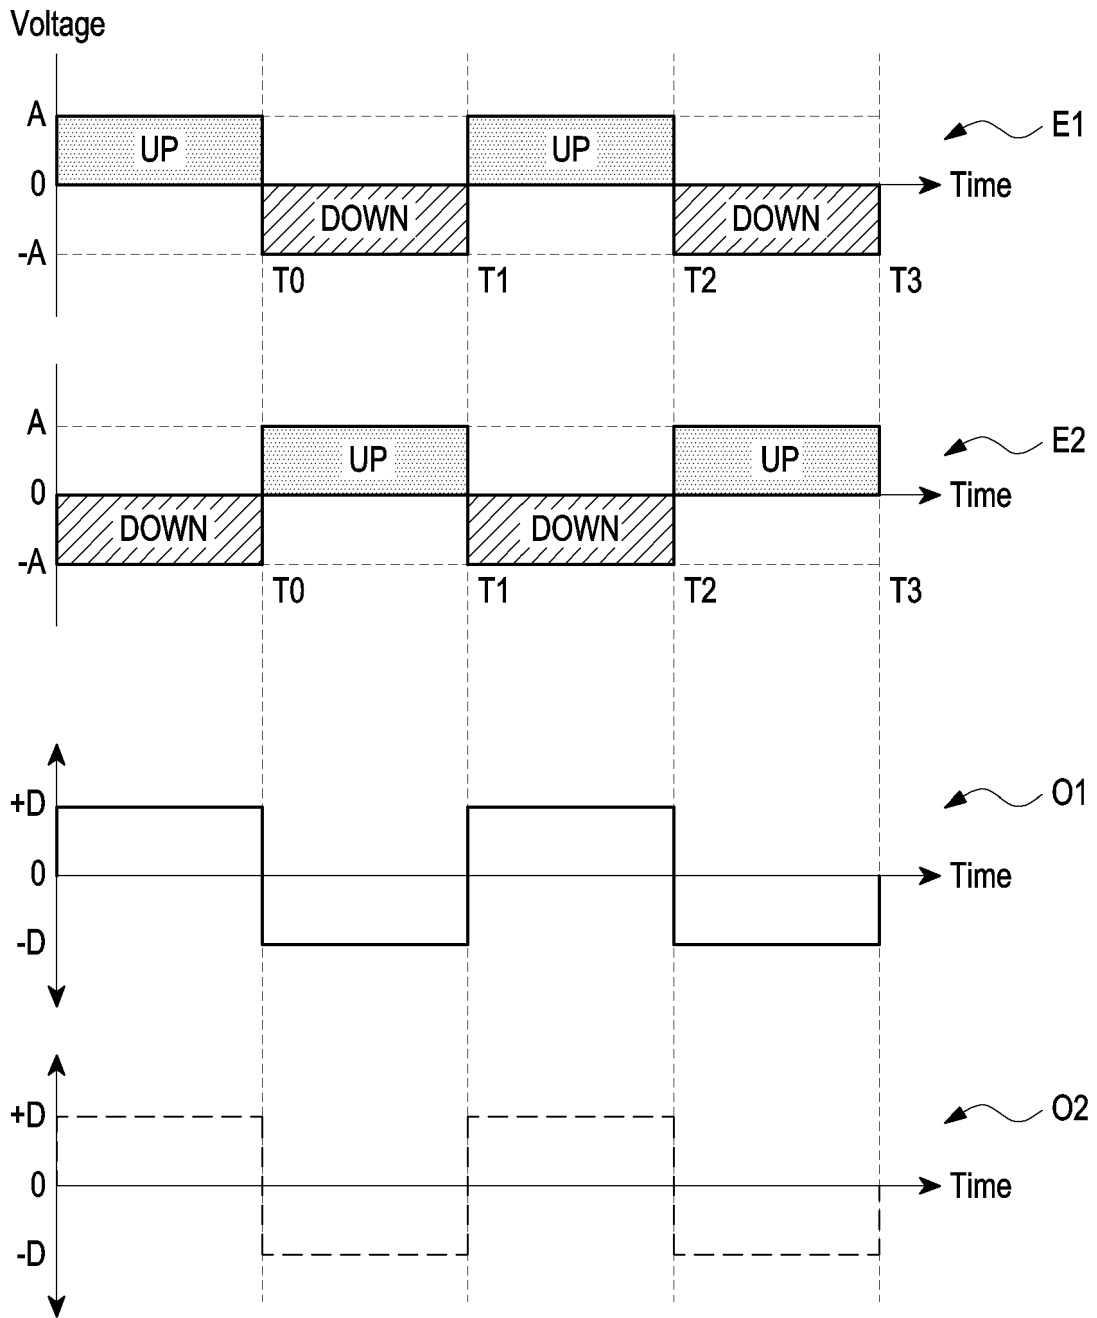 Voltage
A
UP
UP
E1
0
Time
DOWN
DOWN
-A
T0
T1
T2
T3
A
UP
UP
E2
0
Time
DOWN
DOWN
-A
T0
T1
T2
T3
+D
O1
0
Time
-D
+D
O2
0
Time
-D